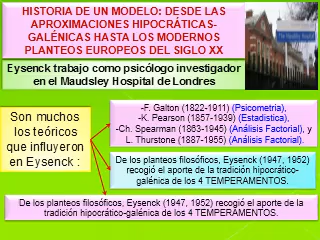 HISTORIA DE UN MODELO: DESDE LAS
APROXIMACIONES HIPOCRÁTICAS-
GALÉNICAS HASTA LOS MODERNOS
PLANTEOS EUROPEOS DEL SIGLO XX
Eysenck trabajo como psicólogo investigador
en el Maudsley Hospital de Londres
Son muchos
los teóricos
que influyeron
en Eysenck :
-F. Galton (1822-1911) (Psicometria),
-K. Pearson (1857-1939) (Estadistica),
-Ch. Spearman (1863-1945) (Análisis Factorial), y
L. Thurstone (1887-1955) (Análisis Factorial).
De los planteos filosóficos, Eysenck (1947, 1952)
recogió el aporte de la tradición hipocrático-
galénica de los 4 TEMPERAMENTOS.
De los planteos filosóficos, Eysenck (1947, 1952) recogió el aporte de la
tradición hipocrático-galénica de los 4 TEMPERAMENTOS.